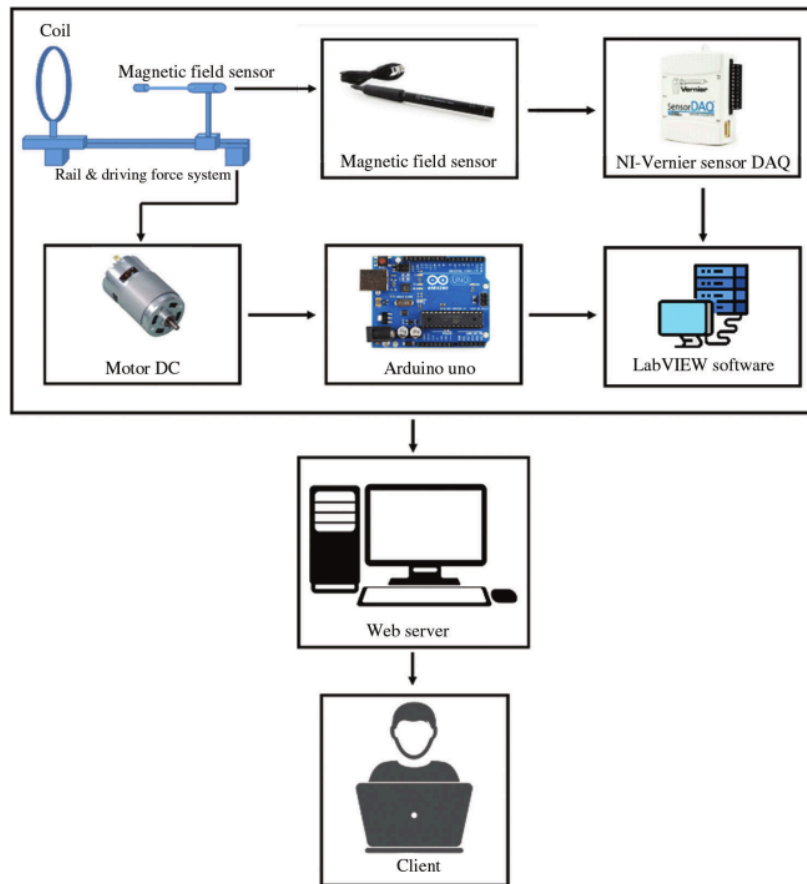 Coil
Magnetic field sensor
Rail & driving force system
Magnetic field sensor
Vernier
SensorDAQ
NI-Vernier sensor DAQ
Motor DC
UNO
ARDUINO
Arduino uno
LabVIEW software
Web server
Client